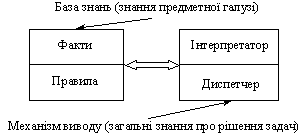 База знань (знання предметної галузі)
Факти
Інтерпретатор
Правила
Диспетчер
Механізм виводу (загальні знання про рішення задач)